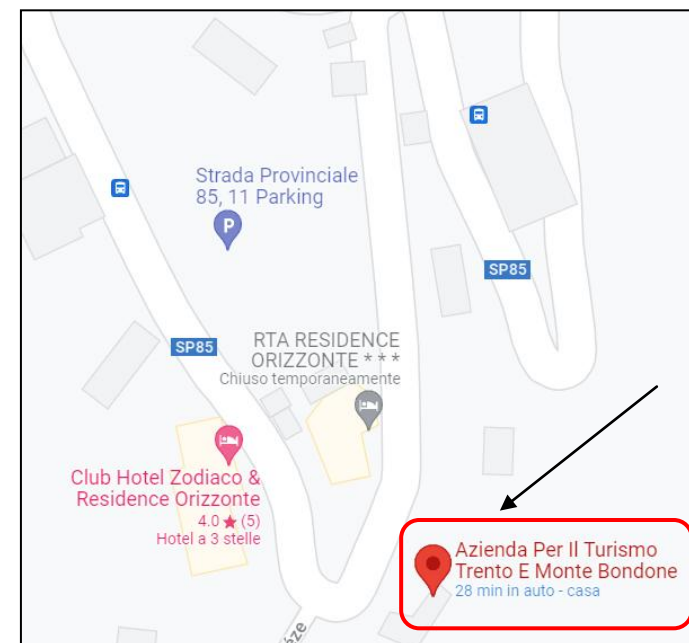 Strada Provinciale
85, 11 Parking
P
SP85
SP85
RTA RESIDENCE
ORIZZONTE * * *
Chiuso temporaneamente
Club Hotel Zodiaco &
Residence Orizzonte
4.0 ★ (5)
Hotel a 3 stelle
Azienda Per Il Turismo
Trento E Monte Bondone
28 min in auto - casa